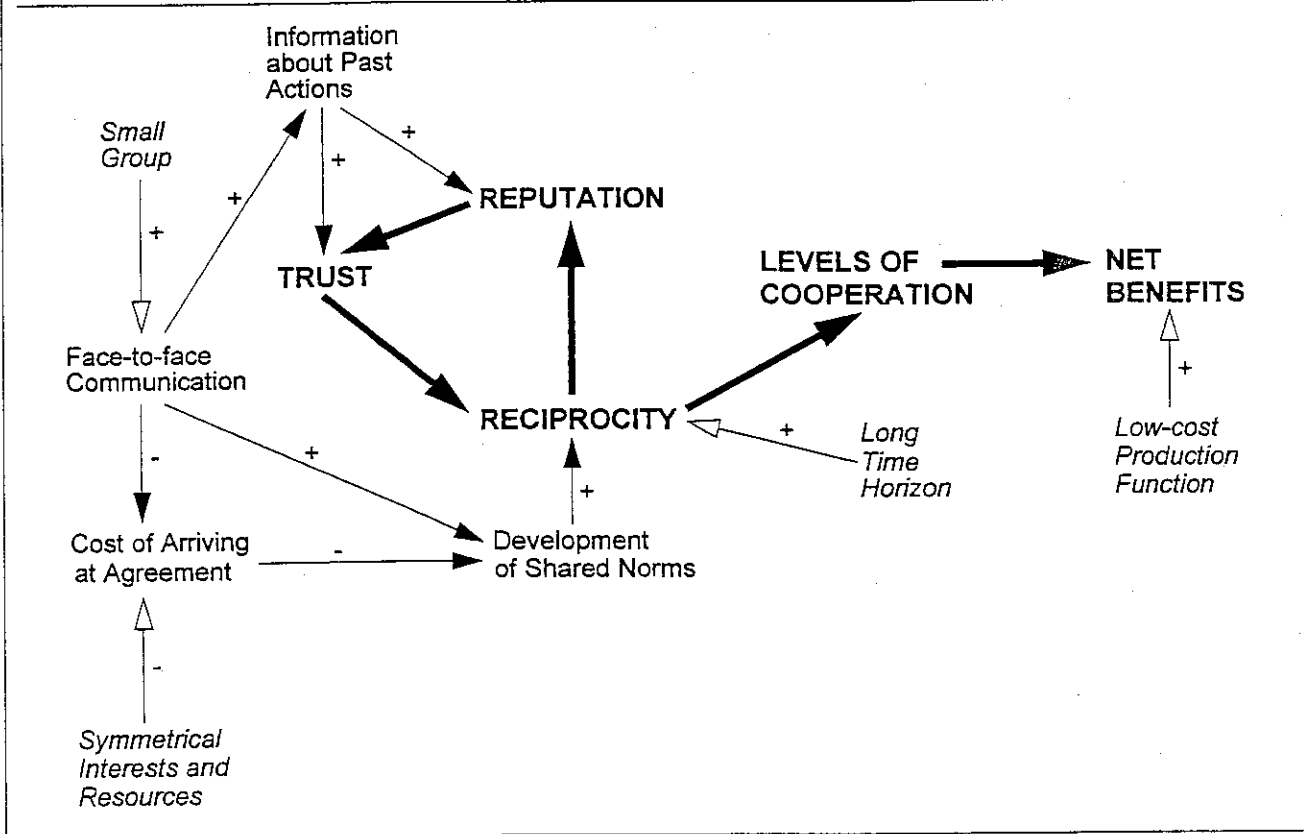 Information
about Past
Actions
Small
Group
+
+
+
+
REPUTATION
TRUST
LEVELS OF
COOPERATION
NET
BENEFITS
Face-to-face
Communication
RECIPROCITY
+
+
Long
Time
Horizon
Low-cost
Production
Function
-
+
+
Cost of Arriving
at Agreement
-
Development
of Shared Norms
-
Symmetrical
Interests and
Resources